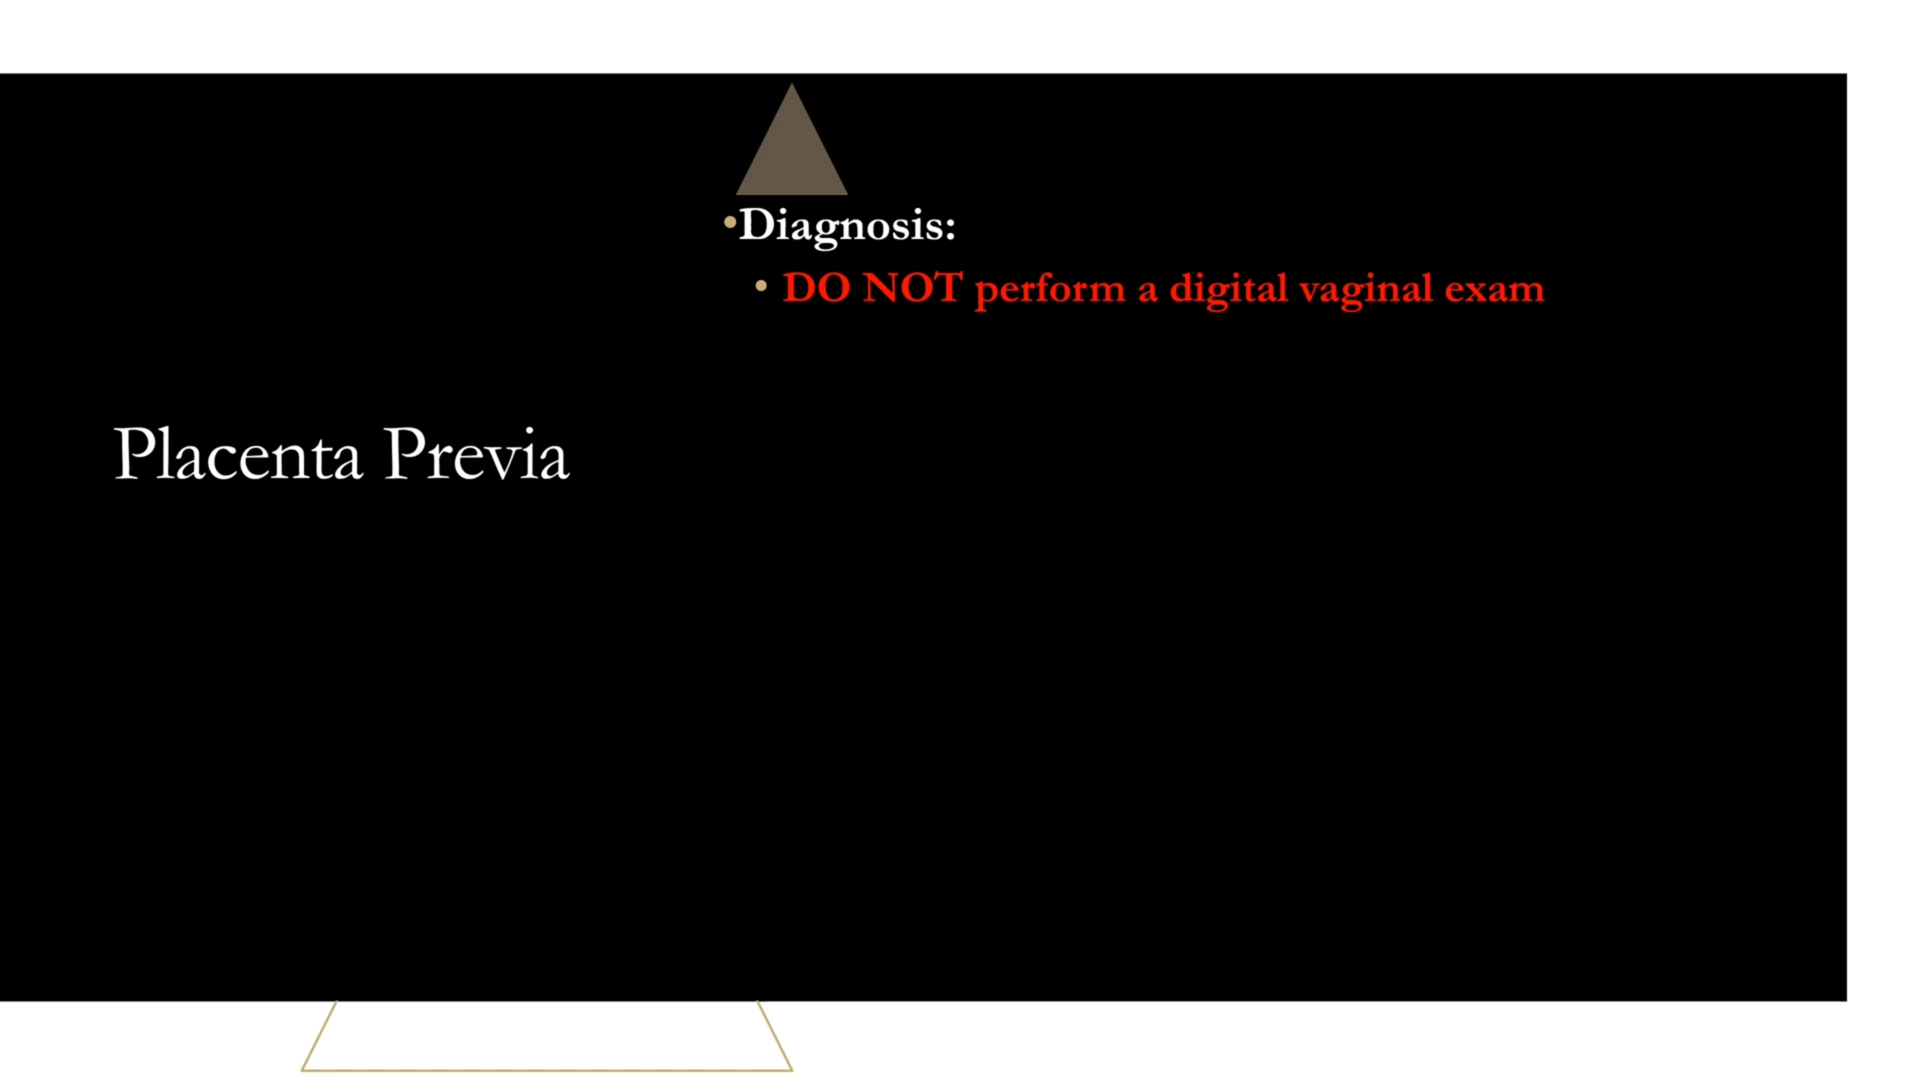 Placenta Previa
•Diagnosis:
• DO NOT perform a digital vaginal exam